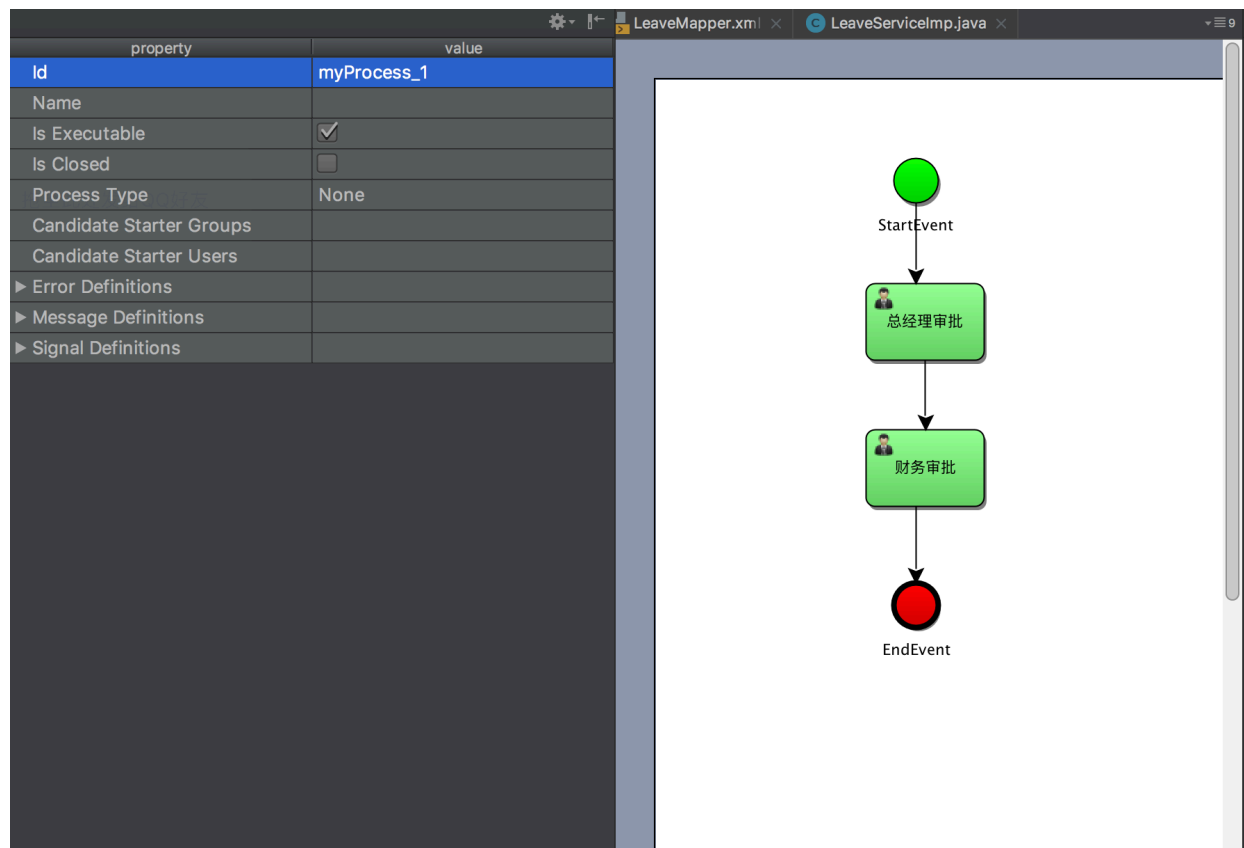 LeaveMapper.xml
LeaveServiceImp.java
9
property value
Id myProcess_1
Name
Is Executable
Is Closed
Process Type None
Candidate Starter Groups
Candidate Starter Users
Error Definitions
Message Definitions
Signal Definitions
StartEvent
总经理审批
财务审批
EndEvent